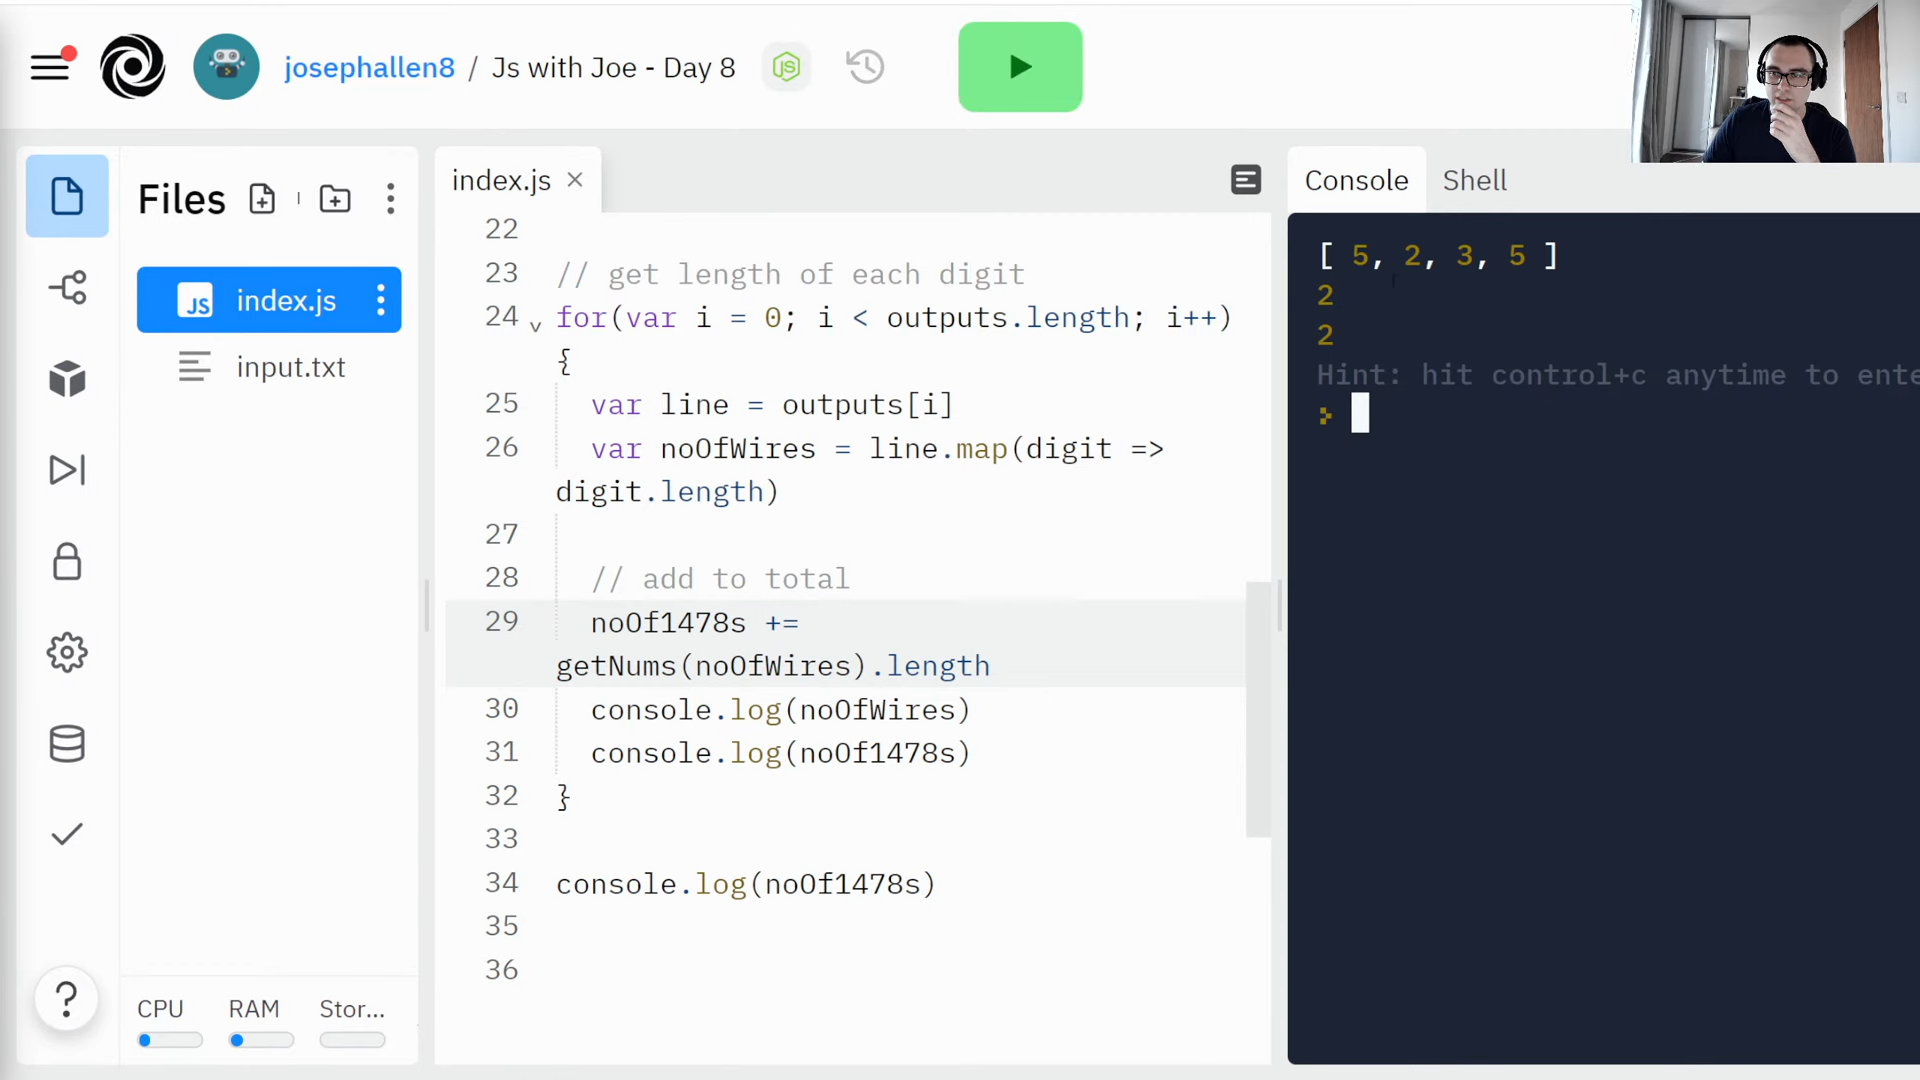 josephallen8 / Js with Joe - Day 8
Files
JS index.js
input.txt
CPU RAM Stor...
index.js
22
23 // get length of each digit
24 for(var i = 0; i < outputs.length; i++)
{
25 var line = outputs[i]
26 var noOfWires = line.map(digit =>
digit.length)
27
28 // add to total
29 noOf1478s +=
getNums(noOfWires).length
30 console.log(noOfWires)
31 console.log(noOf1478s)
32 }
33
34 console.log(noOf1478s)
35
36
Console Shell
[ 5, 2, 3, 5 ]
2
2
Hint: hit control+c anytime to ente